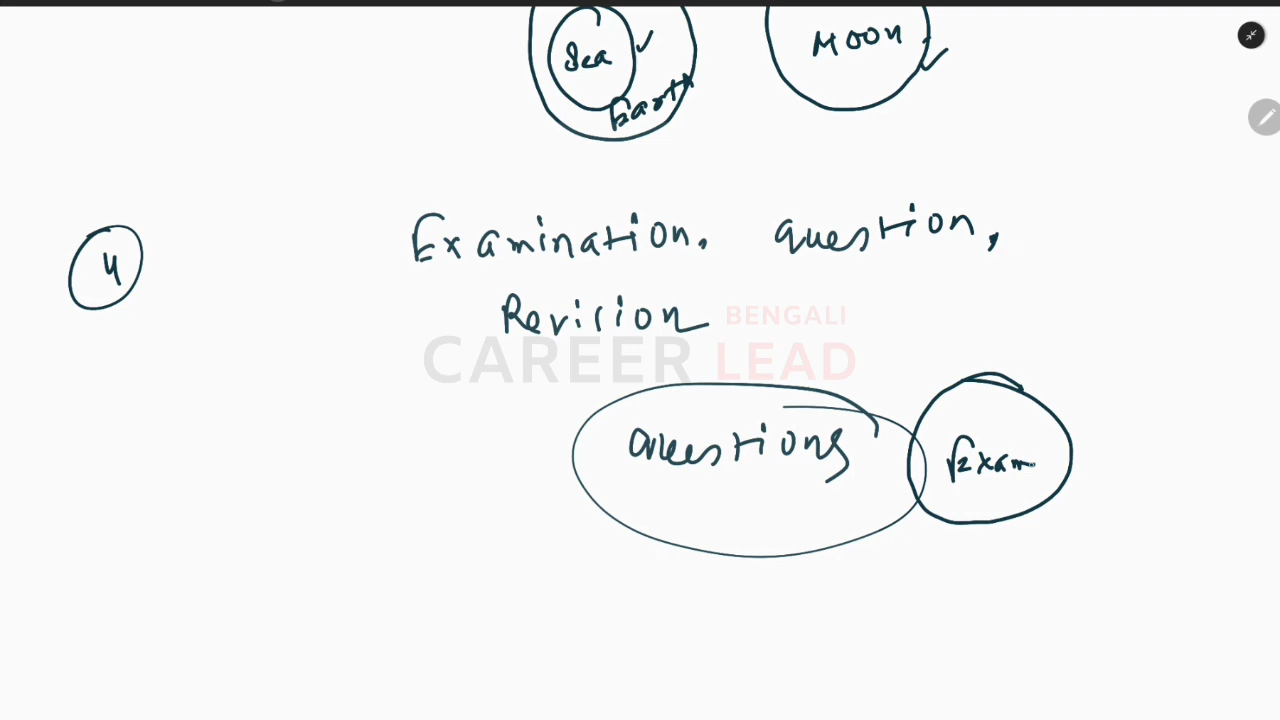 Sea
Earth
Moon
4
Examination. question,
Revision
BENGALI
CAREER LEAD
Questions
Exam